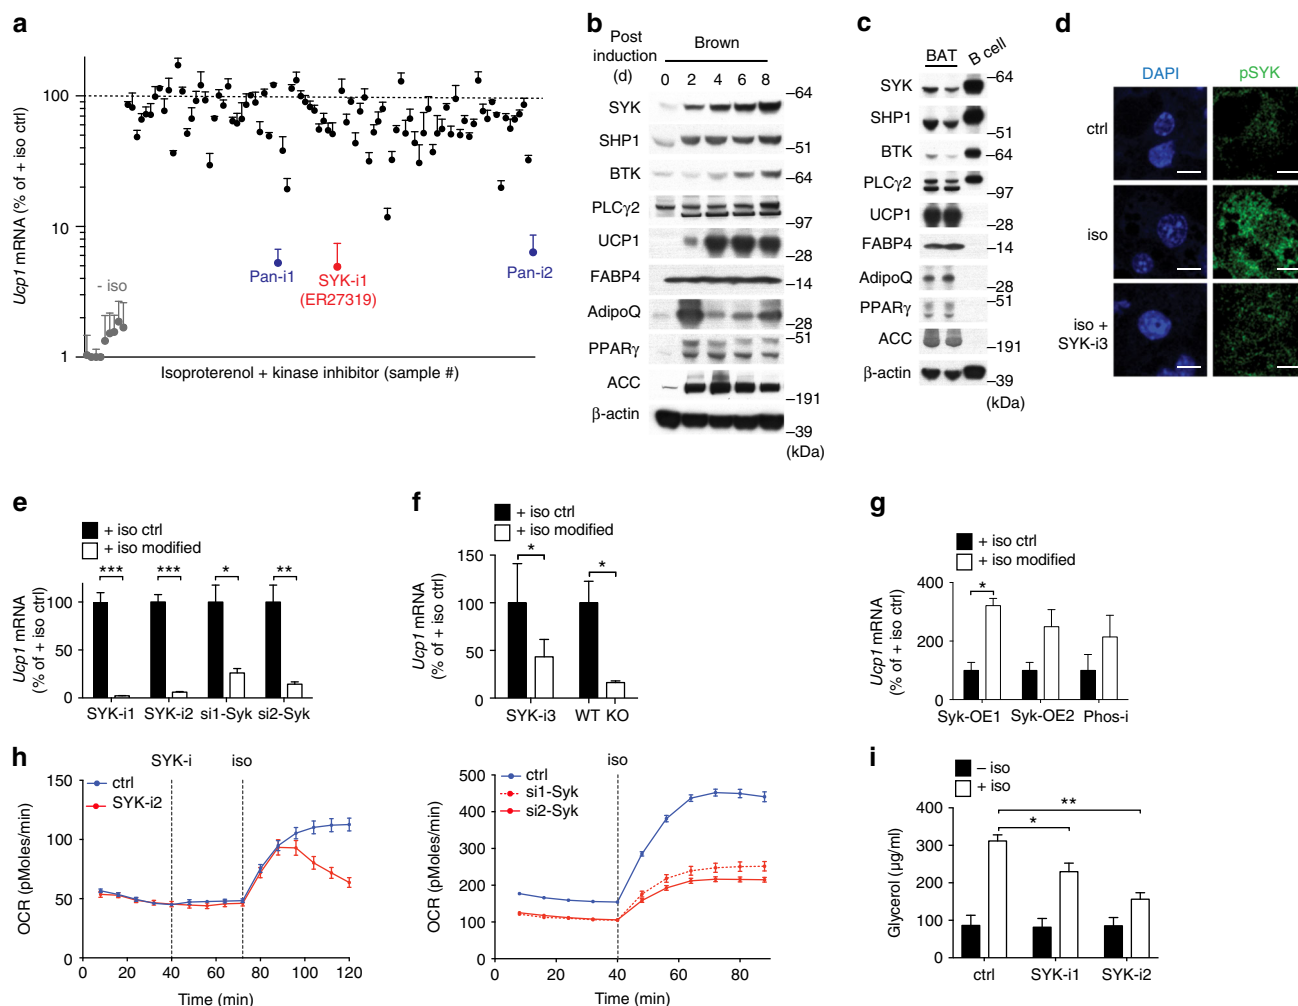 a
Ucp1 mRNA (% of + iso ctrl)
100
10
1
- iso
Pan-i1
SYK-i1
(ER27319)
Pan-i2
Isoproterenol + kinase inhibitor (sample #)
b
Post
induction
(d)
Brown
0 2 4 6 8
SYK
–64
SHP1
–51
BTK
–64
PLCγ2
–97
UCP1
–28
FABP4
–14
AdipoQ
–28
PPARγ
–51
ACC
–191
β-actin
–39
(kDa)
c
BAT
B cell
SYK
–64
SHP1
–51
BTK
–64
PLCγ2
–97
UCP1
–28
FABP4
–14
AdipoQ
–28
PPARγ
–51
ACC
–191
β-actin
–39
(kDa)
d
DAPI
pSYK
ctrl
iso
iso +
SYK-i3
e
+ iso ctrl
+ iso modified
*** *** * **
Ucp1 mRNA
(% of + iso ctrl)
100
50
0
SYK-i1 SYK-i2 si1-Syk si2-Syk
f
+ iso ctrl
+ iso modified
* *
Ucp1 mRNA
(% of + iso ctrl)
150
100
50
0
SYK-i3 WT KO
g
+ iso ctrl
+ iso modified
*
Ucp1 mRNA
(% of + iso ctrl)
400
200
0
Syk-OE1 Syk-OE2 Phos-i
h
SYK-i iso
ctrl
SYK-i2
OCR (pMoles/min)
150
100
50
0
0 20 40 60 80 100 120
Time (min)
iso
ctrl
si1-Syk
si2-Syk
OCR (pMoles/min)
500
400
300
200
100
0
0 20 40 60 80
Time (min)
i
– iso
+ iso
**
*
Glycerol (μg/ml)
400
300
200
100
0
ctrl SYK-i1 SYK-i2